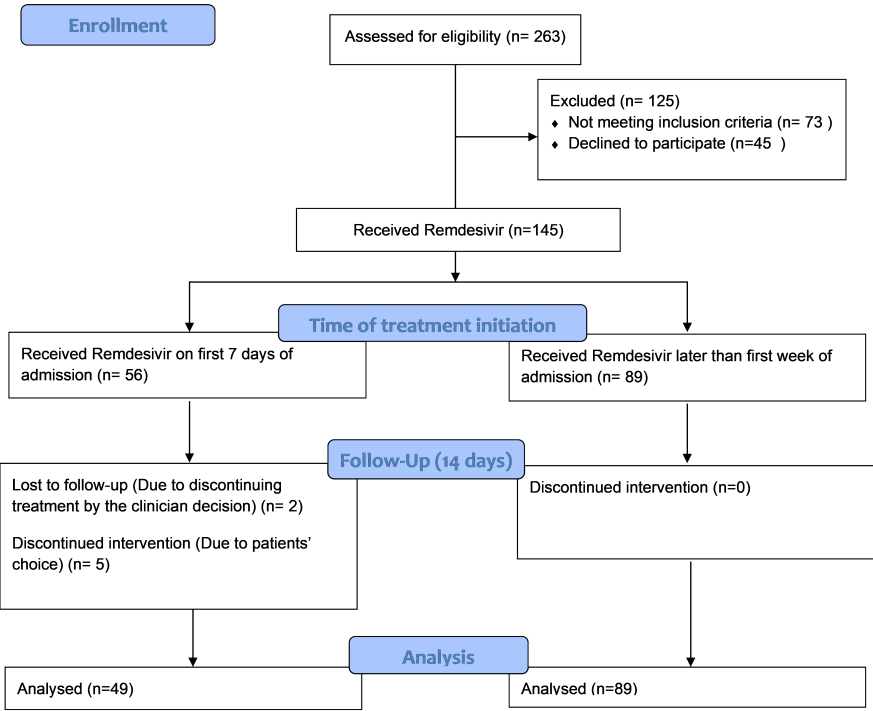 Enrollment
Assessed for eligibility (n= 263)
Excluded (n= 125)
♦ Not meeting inclusion criteria (n= 73 )
♦ Declined to participate (n=45 )
Received Remdesivir (n=145)
Time of treatment initiation
Received Remdesivir on first 7 days of
admission (n= 56)
Received Remdesivir later than first week of
admission (n= 89)
Follow-Up (14 days)
Lost to follow-up (Due to discontinuing
treatment by the clinician decision) (n= 2)
Discontinued intervention (Due to patients’
choice) (n= 5)
Discontinued intervention (n=0)
Analysis
Analysed (n=49)
Analysed (n=89)